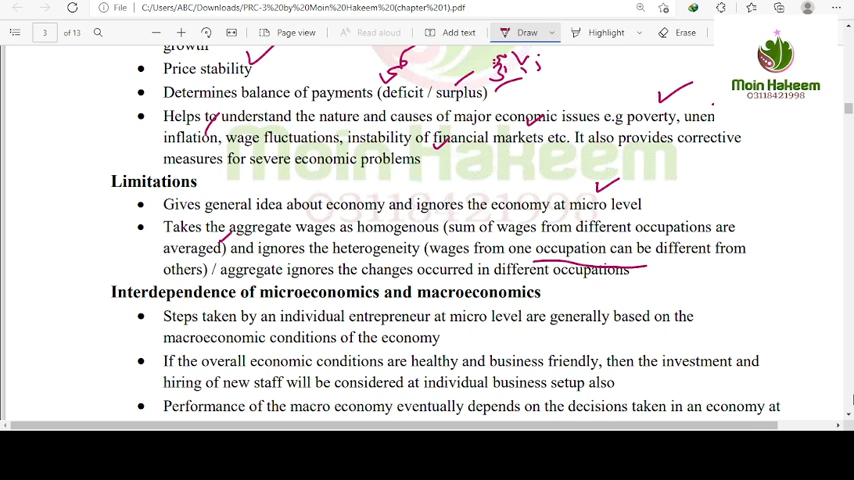 File
C:/Users/ABC/Downloads/PRC-3%20by%20Moin%20Hakeem%20(chapter%201).pdf
3 of 13
Page view
Read aloud
Add text
Draw
Highlight
Erase
growth
• Price stability
• Determines balance of payments (deficit / surplus)
• Helps to understand the nature and causes of major economic issues e.g poverty, unen
inflation, wage fluctuations, instability of financial markets etc. It also provides corrective
measures for severe economic problems
Limitations
• Gives general idea about economy and ignores the economy at micro level
• Takes the aggregate wages as homogenous (sum of wages from different occupations are
averaged) and ignores the heterogeneity (wages from one occupation can be different from
others) / aggregate ignores the changes occurred in different occupations
Interdependence of microeconomics and macroeconomics
• Steps taken by an individual entrepreneur at micro level are generally based on the
macroeconomic conditions of the economy
• If the overall economic conditions are healthy and business friendly, then the investment and
hiring of new staff will be considered at individual business setup also
• Performance of the macro economy eventually depends on the decisions taken in an economy at
Moin Hakeem
03118421998
Moin Hakeem
03118421998